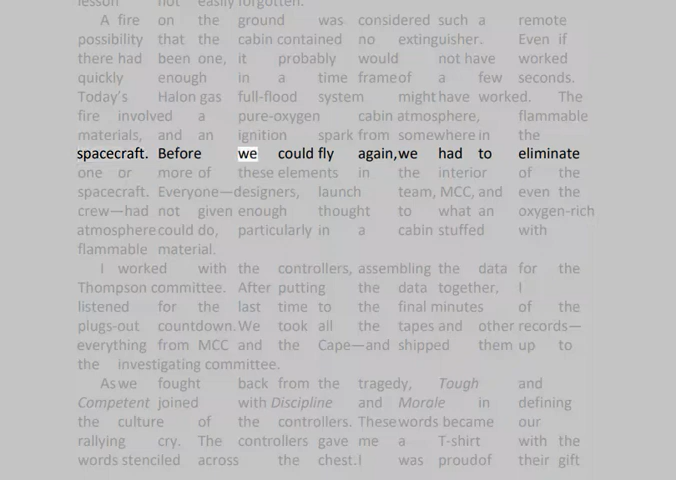 lesson not easily forgotten.
A fire on the ground was considered such a remote
possibility that the cabin contained no extinguisher. Even if
there had been one, it probably would not have worked
quickly enough in a time frame of a few seconds.
Today's Halon gas full-flood system might have worked. The
fire involved a pure-oxygen cabin atmosphere, flammable
materials, and an ignition spark from somewhere in the
spacecraft. Before we could fly again, we had to eliminate
one or more of these elements in the interior of the
spacecraft. Everyone—designers, launch team, MCC, and even the
crew—had not given enough thought to what an oxygen-rich
atmosphere could do, particularly in a cabin stuffed with
flammable material.
I worked with the controllers, assembling the data for the
Thompson committee. After putting the data together, I
listened for the last time to the final minutes of the
plugs-out countdown. We took all the tapes and other records—
everything from MCC and the Cape—and shipped them up to
the investigating committee.
As we fought back from the tragedy, Tough and
Competent joined with Discipline and Morale in defining
the culture of the controllers. These words became our
rallying cry. The controllers gave me a T-shirt with the
words stenciled across the chest. I was proud of their gift